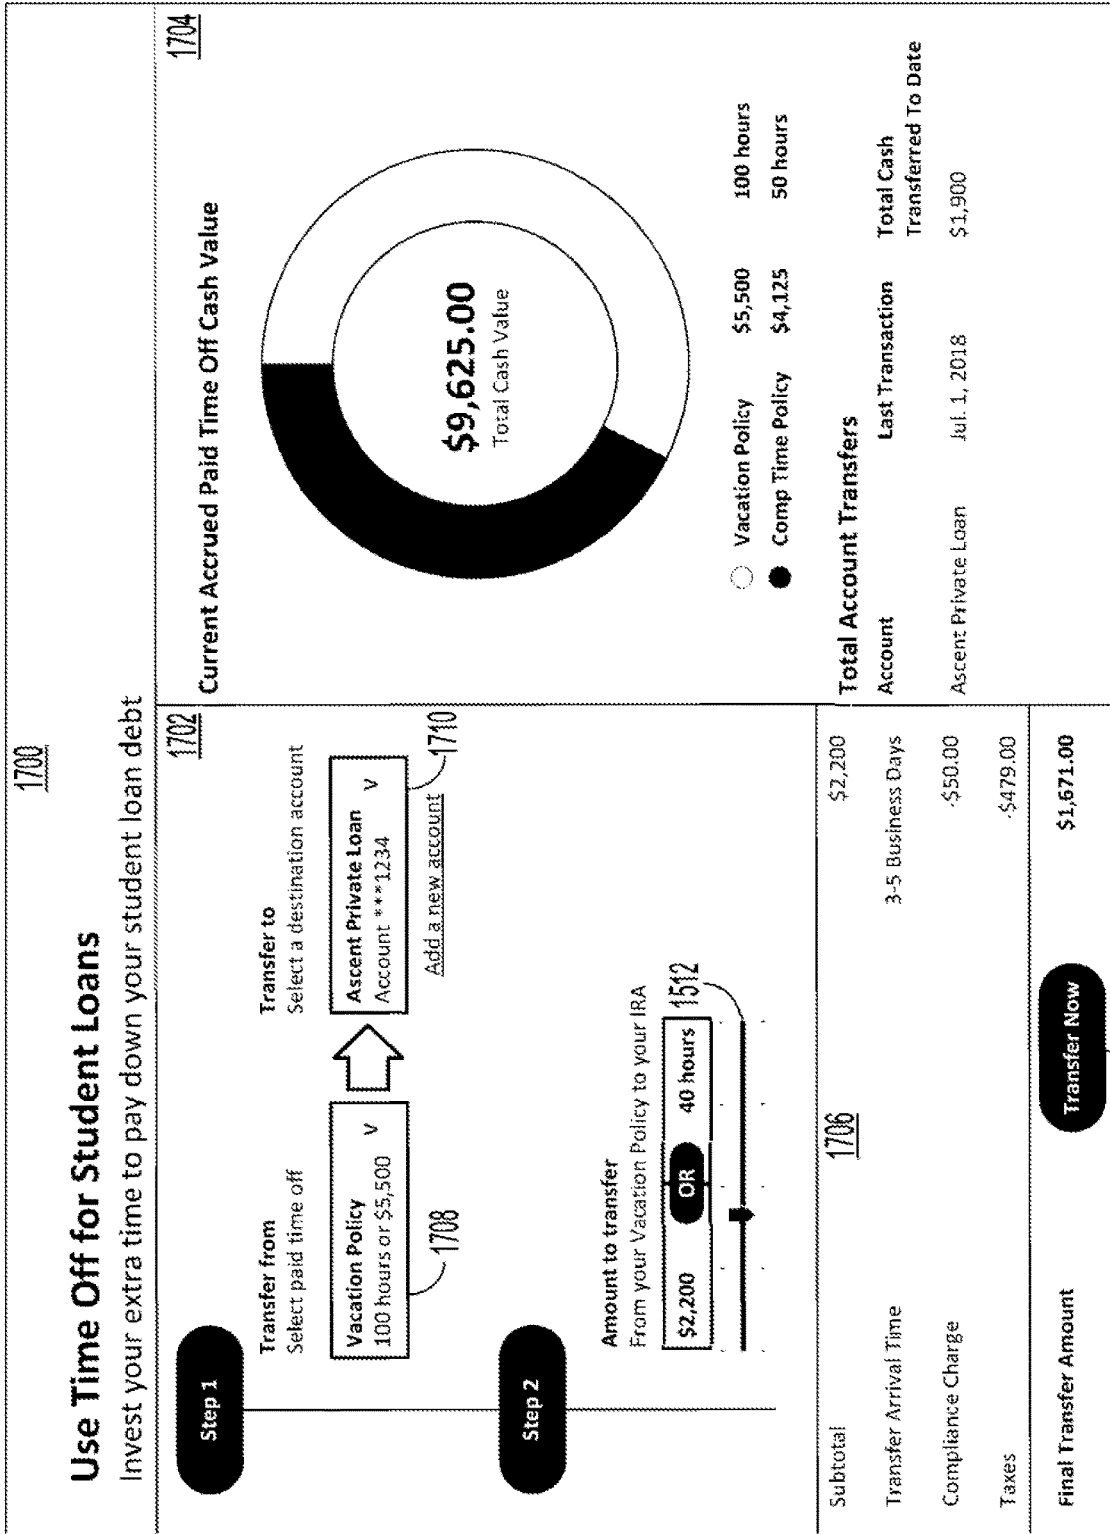 1700
Use Time Off for Student Loans
Invest your extra time to pay down your student loan debt
1702
Step 1
Transfer from
Select paid time off
Vacation Policy
100 hours or $5,500 V
1708
Transfer to
Select a destination account
Ascent Private Loan
Account ***1234 V
Add a new account
1710
Step 2
Amount to transfer
From your Vacation Policy to your IRA
$2,200 OR 40 hours
1512
1706
Subtotal $2,200
Transfer Arrival Time 3-5 Business Days
Compliance Charge -$50.00
Taxes -$479.00
Final Transfer Amount Transfer Now $1,671.00
1704
Current Accrued Paid Time Off Cash Value
$9,625.00
Total Cash Value
Vacation Policy $5,500 100 hours
Comp Time Policy $4,125 50 hours
Total Account Transfers
Account Last Transaction Total Cash
Transferred To Date
Ascent Private Loan Jul. 1, 2018 $1,900